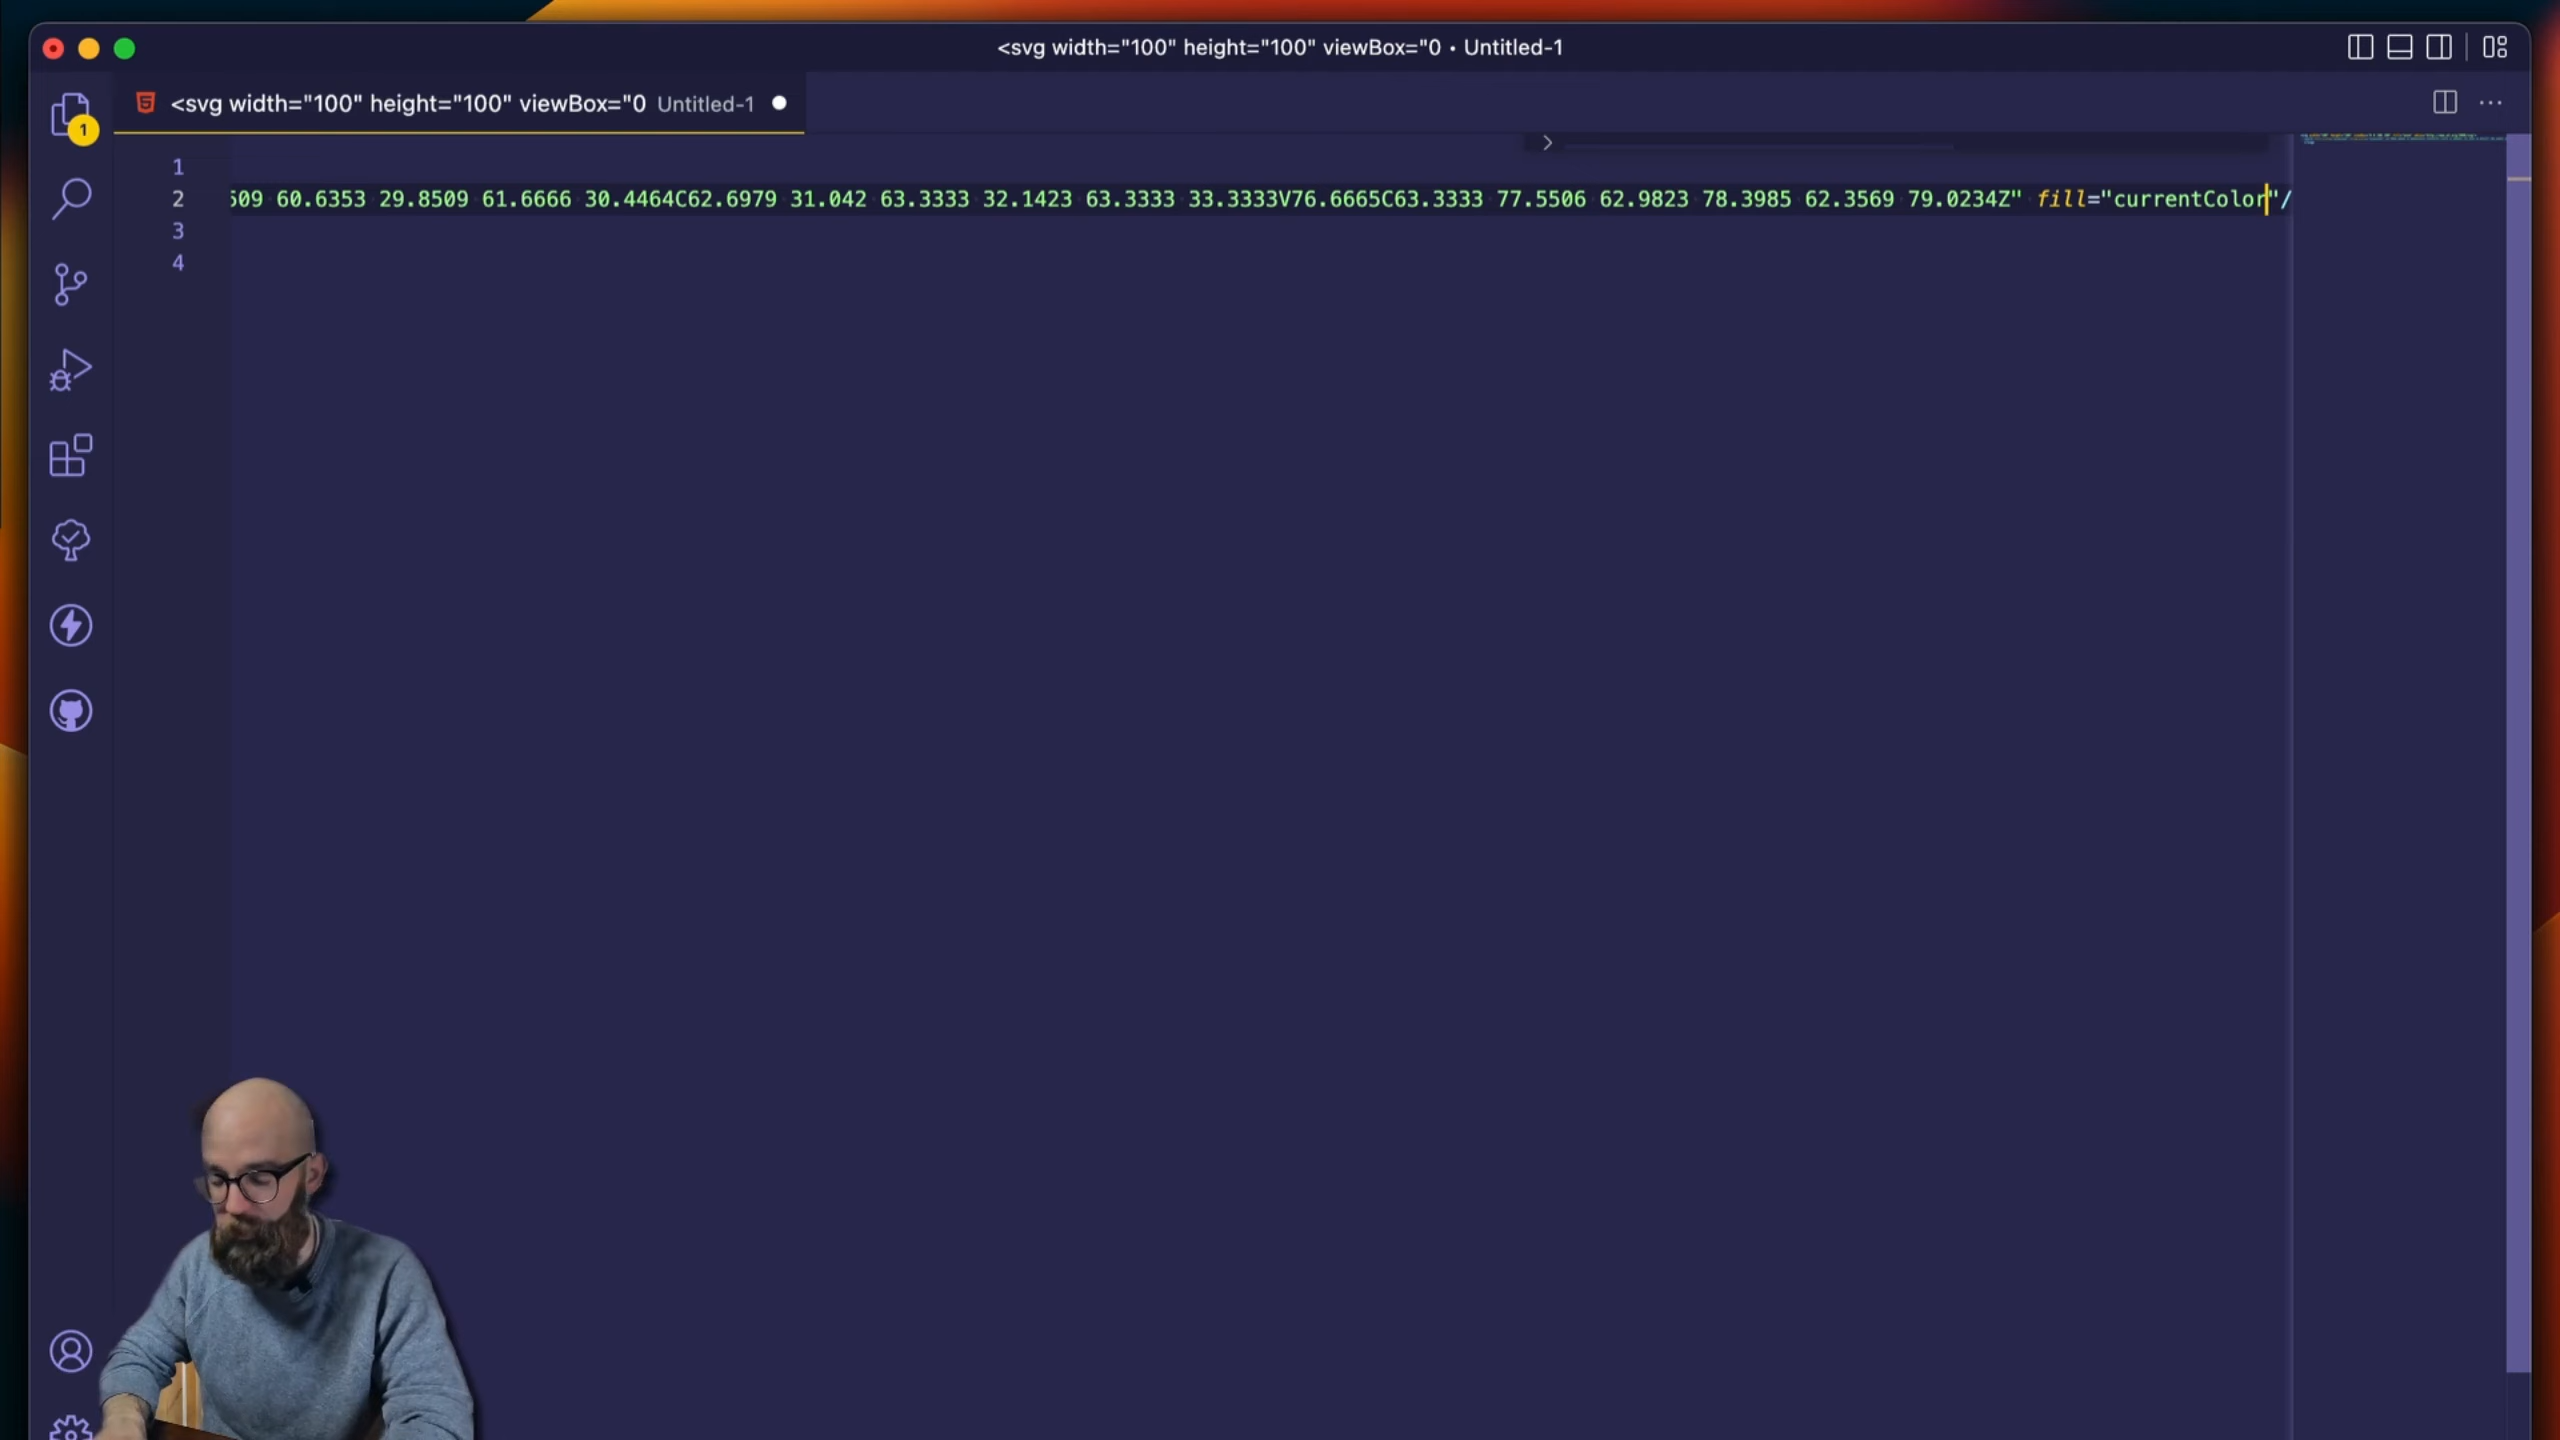 <svg width="100" height="100" viewBox="0 • Untitled-1
<svg width="100" height="100" viewBox="0 Untitled-1
1
1
2 509 60.6353 29.8509 61.6666 30.4464C62.6979 31.042 63.3333 32.1423 63.3333 33.3333V76.6665C63.3333 77.5506 62.9823 78.3985 62.3569 79.0234Z" fill="currentColor"/
3
4